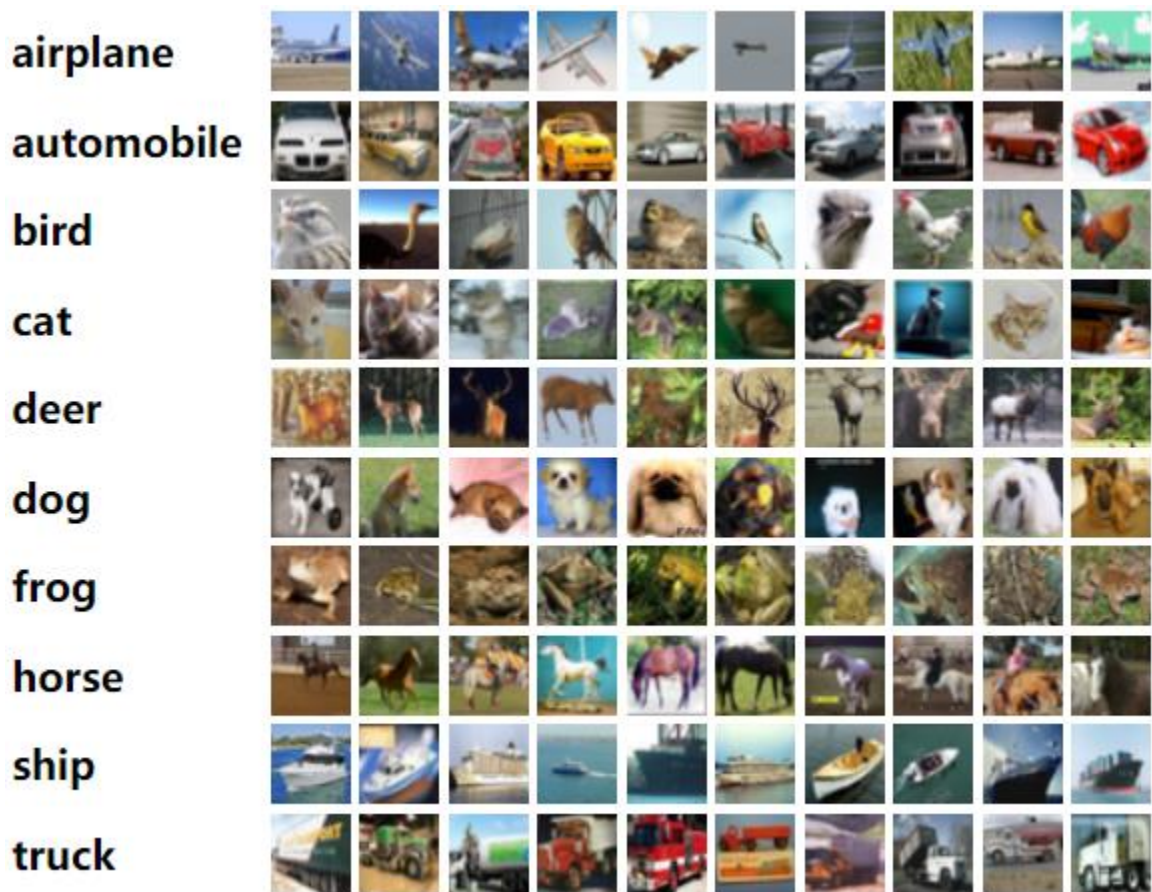 airplane
automobile
bird
cat
deer
dog
frog
horse
ship
truck